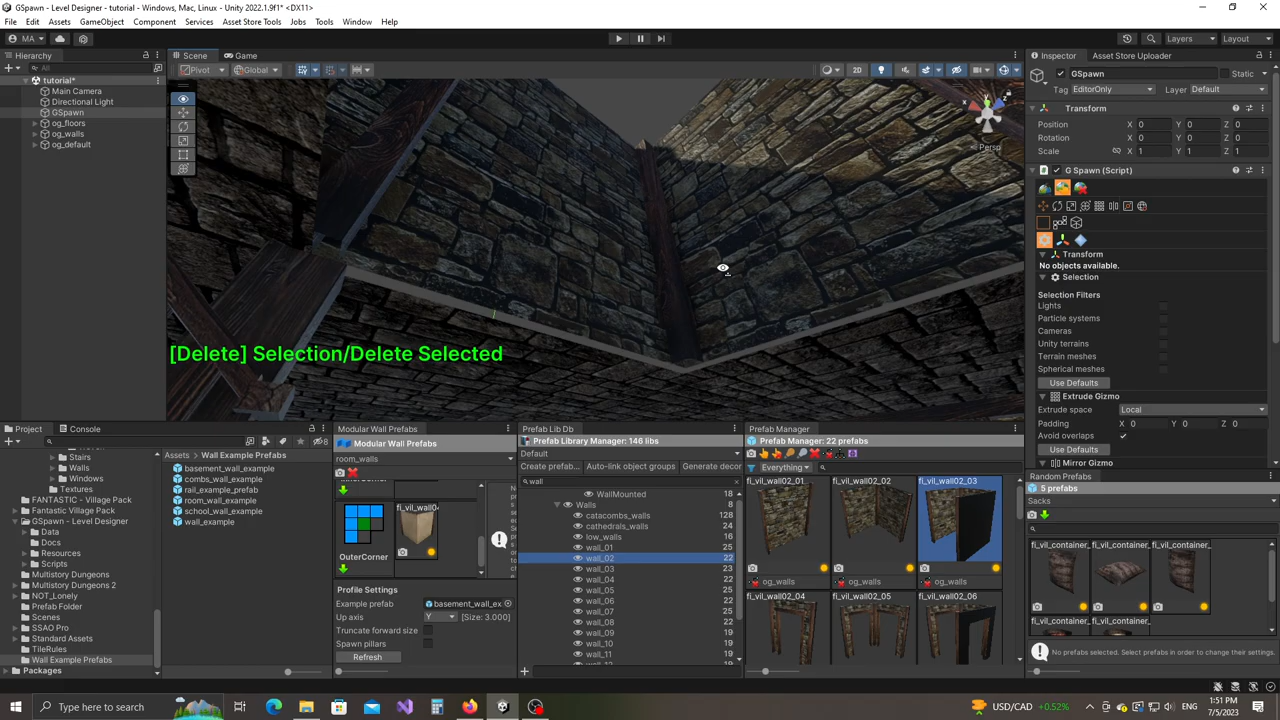 GSpawn - Level Designer - tutorial - Windows, Mac, Linux - Unity 2022.1.9f1* <DX11>
File Edit Assets GameObject Component Services Asset Store Tools Jobs Tools Window Help
MA Layers Layout
Hierarchy Scene Game Inspector Asset Store Uploader
All Pivot Global 2D
tutorial*
Main Camera
Directional Light
GSpawn
og_floors
og_walls
og_default
y x z
Persp
[Delete] Selection/Delete Selected
GSpawn Static
Tag EditorOnly Layer Default
Transform
Position X 0 Y 0 Z 0
Rotation X 0 Y 0 Z 0
Scale X 1 Y 1 Z 1
G Spawn (Script)
Transform
No objects available.
Selection
Selection Filters
Lights
Particle systems
Cameras
Unity terrains
Terrain meshes
Spherical meshes
Use Defaults
Extrude Gizmo
Extrude space Local
Padding X 0 Y 0 Z 0
Avoid overlaps
Use Defaults
Mirror Gizmo
Project Console
8
Stairs
Walls
Windows
Textures
FANTASTIC - Village Pack
Fantastic Village Pack
GSpawn - Level Designer
Data
Docs
Resources
Scripts
Multistory Dungeons
Multistory Dungeons 2
NOT_Lonely
Prefab Folder
Scenes
SSAO Pro
Standard Assets
TileRules
Wall Example Prefabs
Packages
Assets > Wall Example Prefabs
basement_wall_example
combs_wall_example
rail_example_prefab
room_wall_example
school_wall_example
wall_example
Modular Wall Prefabs
Modular Wall Prefabs
room_walls
OuterCorner
Profile Settings
Example prefab basement_wall_ex
Up axis Y [Size: 3.000]
Truncate forward size
Spawn pillars
Refresh
Prefab Lib Db
Prefab Library Manager: 146 libs
Default
Create prefab... Auto-link object groups Generate decor
wall
WallMounted 18
Walls 8
catacombs_walls 128
cathedrals_walls 24
low_walls 16
wall_01 25
wall_02 22
wall_03 23
wall_04 22
wall_05 22
wall_06 22
wall_07 22
wall_08 22
wall_09 19
wall_10 19
wall_11 19
Prefab Manager
Prefab Manager: 22 prefabs
Everything
fi_vil_wall02_01 fi_vil_wall02_02 fi_vil_wall02_03
og_walls og_walls og_walls
fi_vil_wall02_04 fi_vil_wall02_05 fi_vil_wall02_06
Random Prefabs
5 prefabs
Sacks
fi_vil_container_ fi_vil_container_ fi_vil_container_
fi_vil_container_ fi_vil_container_
No prefabs selected. Select prefabs in order to change their settings.
Type here to search
USD/CAD +0.52% ENG
1:51 PM
7/5/2023